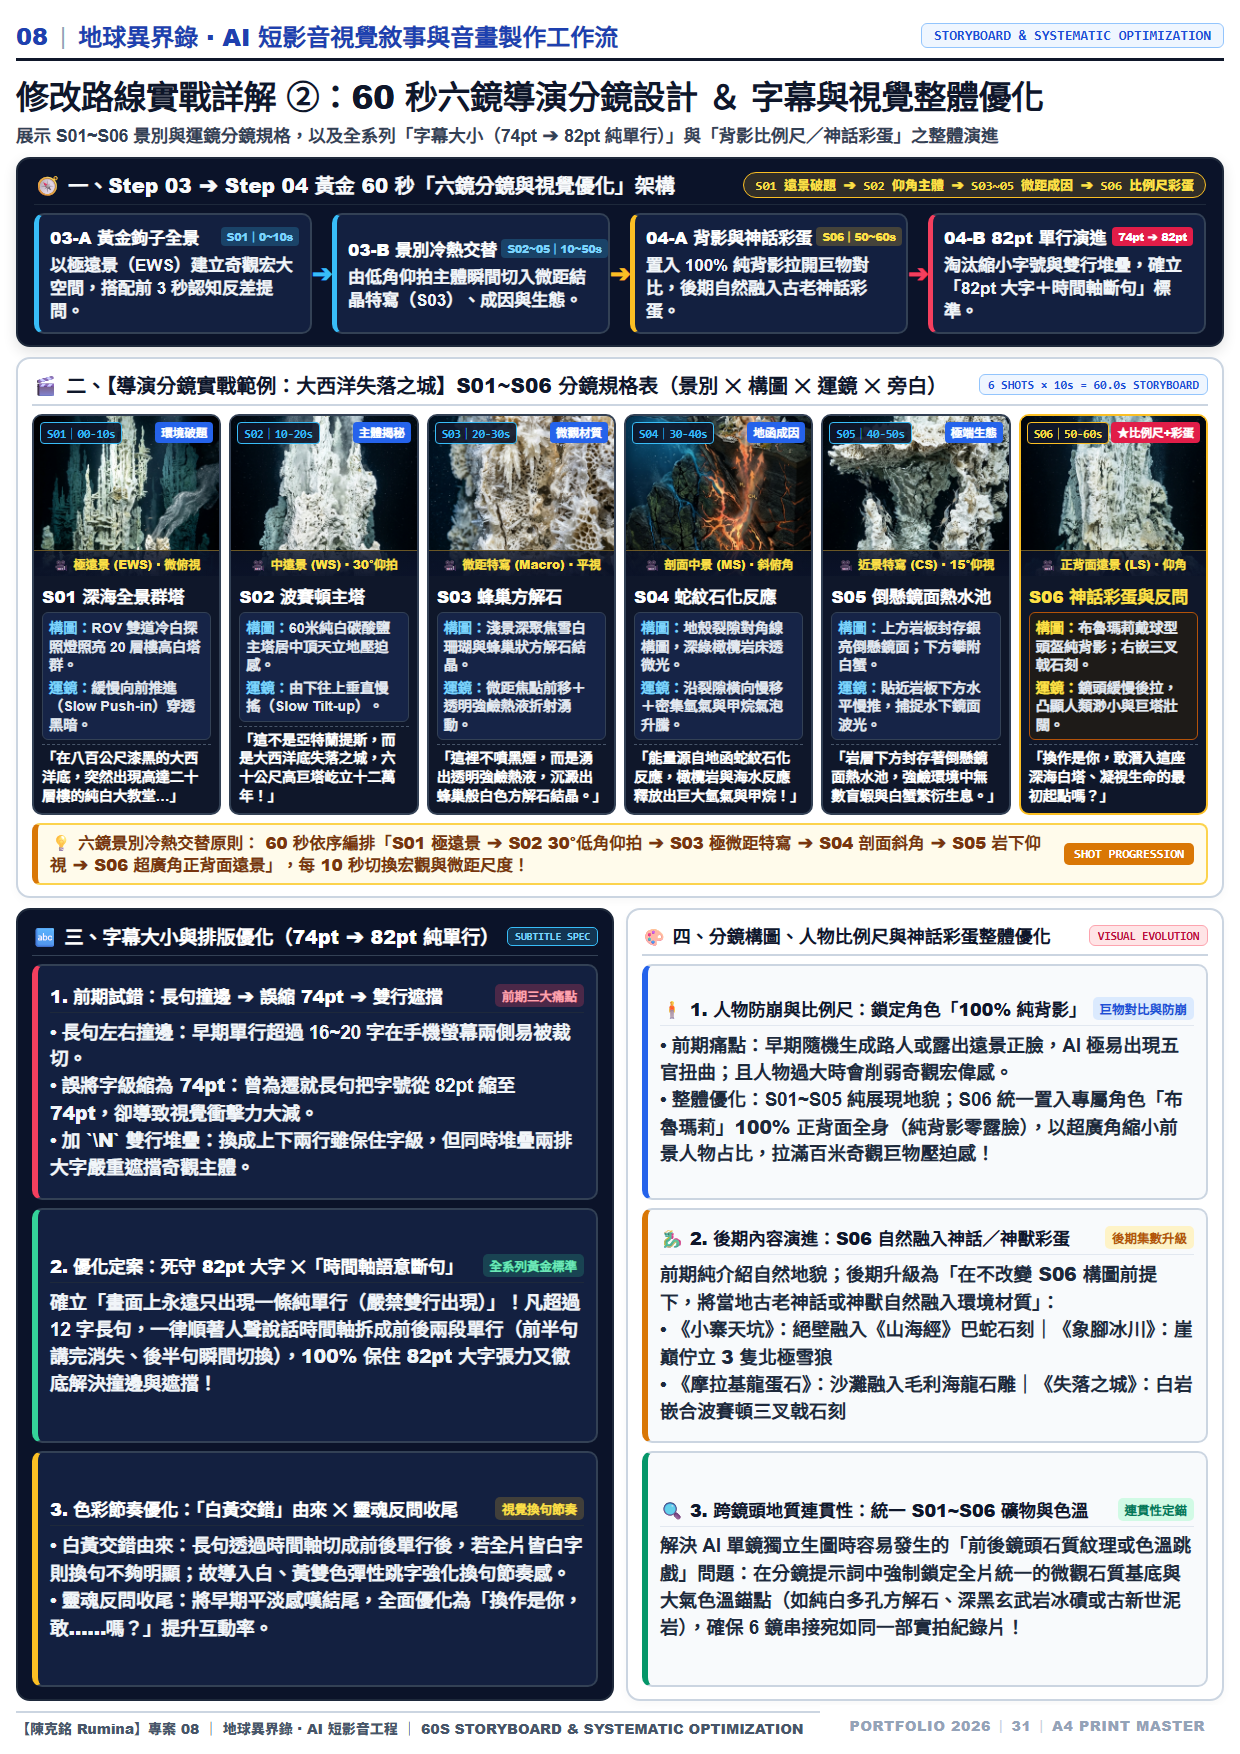 08 | 地球異界錄・AI 短影音視覺敘事與音畫製作工作流
STORYBOARD & SYSTEMATIC OPTIMIZATION
修改路線實戰詳解 ②：60 秒六鏡導演分鏡設計 & 字幕與視覺整體優化
展示 S01~S06 景別與運鏡分鏡規格，以及全系列「字幕大小（74pt ➔ 82pt 純單行）」與「背影比例尺／神話彩蛋」之整體演進
🧭 一、Step 03 ➔ Step 04 黃金 60 秒「六鏡分鏡與視覺優化」架構
S01 遠景破題 ➔ S02 仰角主體 ➔ S03~05 微距成因 ➔ S06 比例尺彩蛋
03-A 黃金鉤子全景
S01｜0~10s
以極遠景（EWS）建立奇觀宏大
空間，搭配前 3 秒認知反差提
問。
➔
03-B 景別冷熱交替
S02~05｜10~50s
由低角仰拍主體瞬間切入微距結
晶特寫（S03）、成因與生態。
➔
04-A 背影與神話彩蛋
S06｜50~60s
置入 100% 純背影拉開巨物對
比，後期自然融入古老神話彩
蛋。
➔
04-B 82pt 單行演進
74pt ➔ 82pt
淘汰縮小字號與雙行堆疊，確立
「82pt 大字＋時間軸斷句」標
準。
🎬 二、【導演分鏡實戰範例：大西洋失落之城】S01~S06 分鏡規格表（景別 × 構圖 × 運鏡 × 旁白）
6 SHOTS × 10s = 60.0s STORYBOARD
S01｜00-10s
環境破題
極遠景 (EWS)・微俯視
S01 深海全景群塔
構圖：ROV 雙道冷白探
照燈照亮 20 層樓高白塔
群。
運鏡：緩慢向前推進
（Slow Push-in）穿透
黑暗。
「在八百公尺漆黑的大西
洋底，突然出現高達二十
層樓的純白大教堂...」
S02｜10-20s
主體揭秘
中遠景 (WS)・30°仰拍
S02 波賽頓主塔
構圖：60米純白碳酸鹽
主塔居中頂天立地壓迫
感。
運鏡：由下往上垂直慢
搖（Slow Tilt-up）。
「這不是亞特蘭提斯，而
是大西洋底失落之城，六
十公尺高巨塔屹立十二萬
年！」
S03｜20-30s
微觀材質
微距特寫 (Macro)・平視
S03 蜂巢方解石
構圖：淺景深聚焦雪白
珊瑚與蜂巢狀方解石結
晶。
運鏡：微距焦點前移＋
透明強鹼熱液折射湧
動。
「這裡不噴黑煙，而是湧
出透明強鹼熱液，沉澱出
蜂巢般白色方解石結晶。」
S04｜30-40s
地函成因
剖面中景 (MS)・斜俯角
S04 蛇紋石化反應
構圖：地殼裂隙對角線
構圖，深綠橄欖岩床透
微光。
運鏡：沿裂隙橫向慢移
＋密集氫氣與甲烷氣泡
升騰。
「能量源自地函蛇紋石化
反應，橄欖岩與海水反應
釋放出巨大氫氣與甲烷！」
S05｜40-50s
極端生態
近景特寫 (CS)・15°仰視
S05 倒懸鏡面熱水池
構圖：上方岩板封存銀
亮倒懸鏡面；下方攀附
白蟹。
運鏡：貼近岩板下方水
平慢推，捕捉水下鏡面
波光。
「岩層下方封存著倒懸鏡
面熱水池，強鹼環境中無
數盲蝦與白蟹繁衍生息。」
S06｜50-60s
★比例尺+彩蛋
正背面遠景 (LS)・仰角
S06 神話彩蛋與反問
構圖：布魯瑪莉戴球型
頭盔純背影；右嵌三叉
戟石刻。
運鏡：鏡頭緩慢後拉，
凸顯人類渺小與巨塔壯
闊。
「換作是你，敢潛入這座
深海白塔、凝視生命的最
初起點嗎？」
💡 六鏡景別冷熱交替原則： 60 秒依序編排「S01 極遠景 ➔ S02 30°低角仰拍 ➔ S03 極微距特寫 ➔ S04 剖面斜角 ➔ S05 岩下仰
視 ➔ S06 超廣角正背面遠景」，每 10 秒切換宏觀與微距尺度！
SHOT PROGRESSION
🔤 三、字幕大小與排版優化（74pt ➔ 82pt 純單行）
SUBTITLE SPEC
1. 前期試錯：長句撞邊 ➔ 誤縮 74pt ➔ 雙行遮擋
前期三大痛點
• 長句左右撞邊：早期單行超過 16~20 字在手機螢幕兩側易被裁
切。
• 誤將字級縮為 74pt：曾為遷就長句把字號從 82pt 縮至
74pt，卻導致視覺衝擊力大減。
• 加 `\N` 雙行堆疊：換成上下兩行雖保住字級，但同時堆疊兩排
大字嚴重遮擋奇觀主體。
2. 優化定案：死守 82pt 大字 ×「時間軸語意斷句」
全系列黃金標準
確立「畫面上永遠只出現一條純單行（嚴禁雙行出現）」！凡超過
12 字長句，一律順著人聲說話時間軸拆成前後兩段單行（前半句
講完消失、後半句瞬間切換），100% 保住 82pt 大字張力又徹
底解決撞邊與遮擋！
3. 色彩節奏優化：「白黃交錯」由來 × 靈魂反問收尾
視覺換句節奏
• 白黃交錯由來：長句透過時間軸切成前後單行後，若全片皆白字
則換句不夠明顯；故導入白、黃雙色彈性跳字強化換句節奏感。
• 靈魂反問收尾：將早期平淡感嘆結尾，全面優化為「換作是你，
敢……嗎？」提升互動率。
🎨 四、分鏡構圖、人物比例尺與神話彩蛋整體優化
VISUAL EVOLUTION
🧍 1. 人物防崩與比例尺：鎖定角色「100% 純背影」
巨物對比與防崩
• 前期痛點：早期隨機生成路人或露出遠景正臉，AI 極易出現五
官扭曲；且人物過大時會削弱奇觀宏偉感。
• 整體優化：S01~S05 純展現地貌；S06 統一置入專屬角色「布
魯瑪莉」100% 正背面全身（純背影零露臉），以超廣角縮小前
景人物占比，拉滿百米奇觀巨物壓迫感！
🐉 2. 後期內容演進：S06 自然融入神話／神獸彩蛋
後期集數升級
前期純介紹自然地貌；後期升級為「在不改變 S06 構圖前提
下，將當地古老神話或神獸自然融入環境材質」：
• 《小寨天坑》：絕壁融入《山海經》巴蛇石刻｜《象腳冰川》：崖
巔佇立 3 隻北極雪狼
• 《摩拉基龍蛋石》：沙灘融入毛利海龍石雕｜《失落之城》：白岩
嵌合波賽頓三叉戟石刻
🔍 3. 跨鏡頭地質連貫性：統一 S01~S06 礦物與色溫
連貫性定錨
解決 AI 單鏡獨立生圖時容易發生的「前後鏡頭石質紋理或色溫跳
戲」問題：在分鏡提示詞中強制鎖定全片統一的微觀石質基底與
大氣色溫錨點（如純白多孔方解石、深黑玄武岩冰磧或古新世泥
岩），確保 6 鏡串接宛如同一部實拍紀錄片！
【陳克銘 Rumina】專案 08 ｜ 地球異界錄・AI 短影音工程 ｜ 60S STORYBOARD & SYSTEMATIC OPTIMIZATION
PORTFOLIO 2026 | 31 | A4 PRINT MASTER